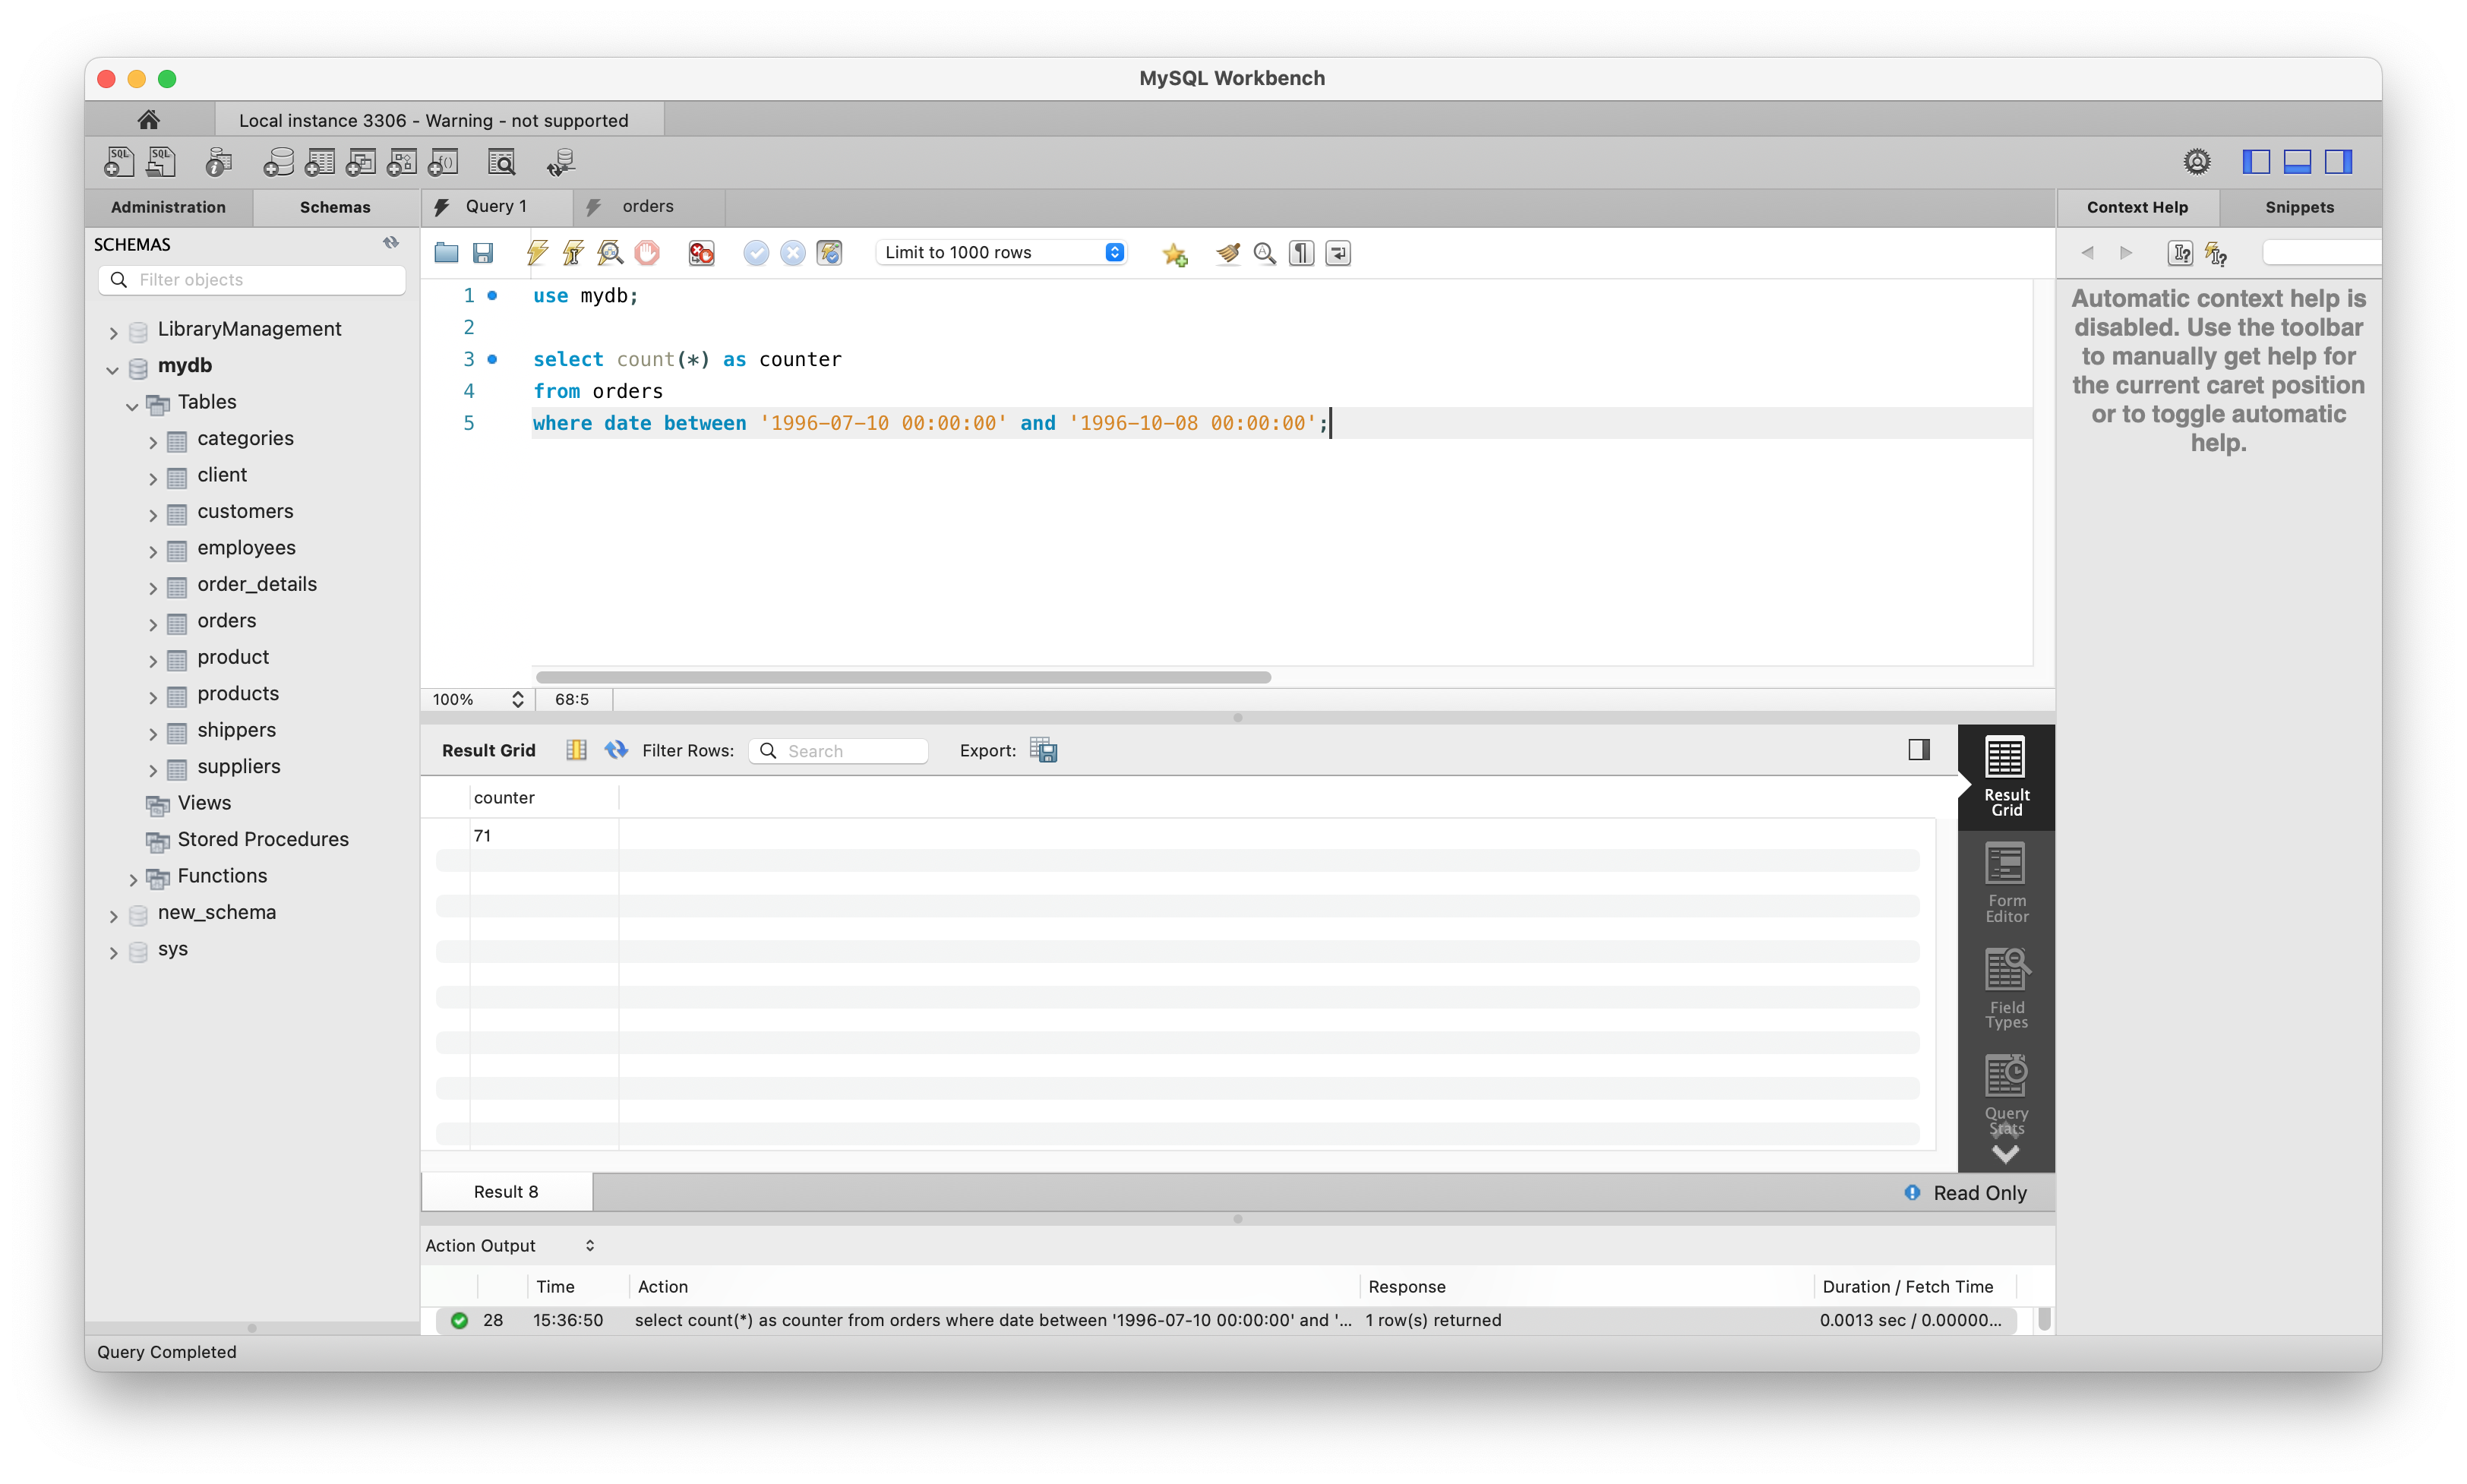 MySQL Workbench
Local instance 3306 - Warning - not supported
Administration
Schemas
SCHEMAS
Filter objects
LibraryManagement
mydb
Tables
categories
client
customers
employees
order_details
orders
product
products
shippers
suppliers
Views
Stored Procedures
Functions
new_schema
sys
Query 1
orders
Limit to 1000 rows
1 use mydb;
2
3 select count(*) as counter
4 from orders
5 where date between '1996-07-10 00:00:00' and '1996-10-08 00:00:00';
100% 68:5
Result Grid Filter Rows: Search Export:
counter
71
Result
Grid
Form
Editor
Field
Types
Query
Stats
Result 8
Read Only
Action Output
Time Action Response Duration / Fetch Time
28 15:36:50 select count(*) as counter from orders where date between '1996-07-10 00:00:00' and '... 1 row(s) returned 0.0013 sec / 0.00000...
Context Help
Snippets
Automatic context help is
disabled. Use the toolbar
to manually get help for
the current caret position
or to toggle automatic
help.
Query Completed